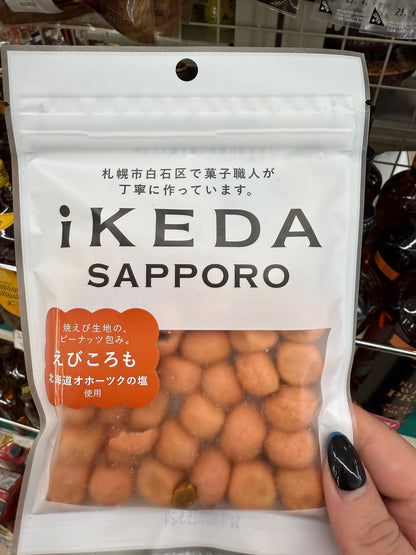 札幌市白石区で菓子職人が
丁寧に作っています。
iKEDA
SAPPORO
焼えび生地の、
ピーナッツ包み。
えびころも
北海道オホーツクの塩
使用